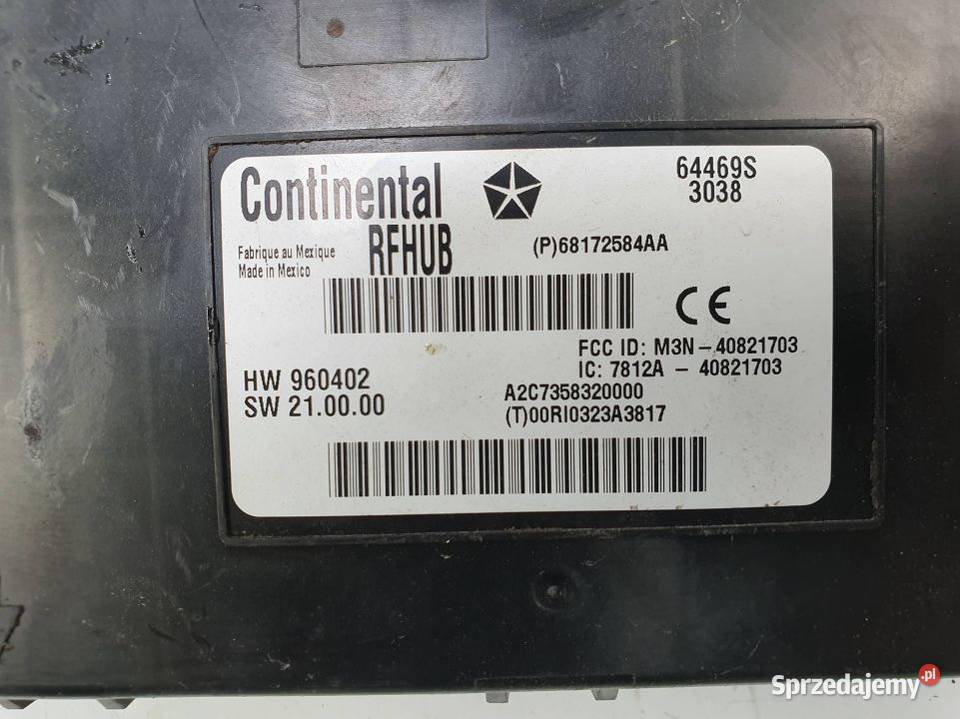 Continental
64469S
3038
Fabrique au Mexique
Made in Mexico
RFHUB
(P)68172584AA
CE
FCC ID: M3N-40821703
IC: 7812A - 40821703
HW 960402
SW 21.00.00
A2C7358320000
(T)00RI0323A3817
Sprzedajemy.pl